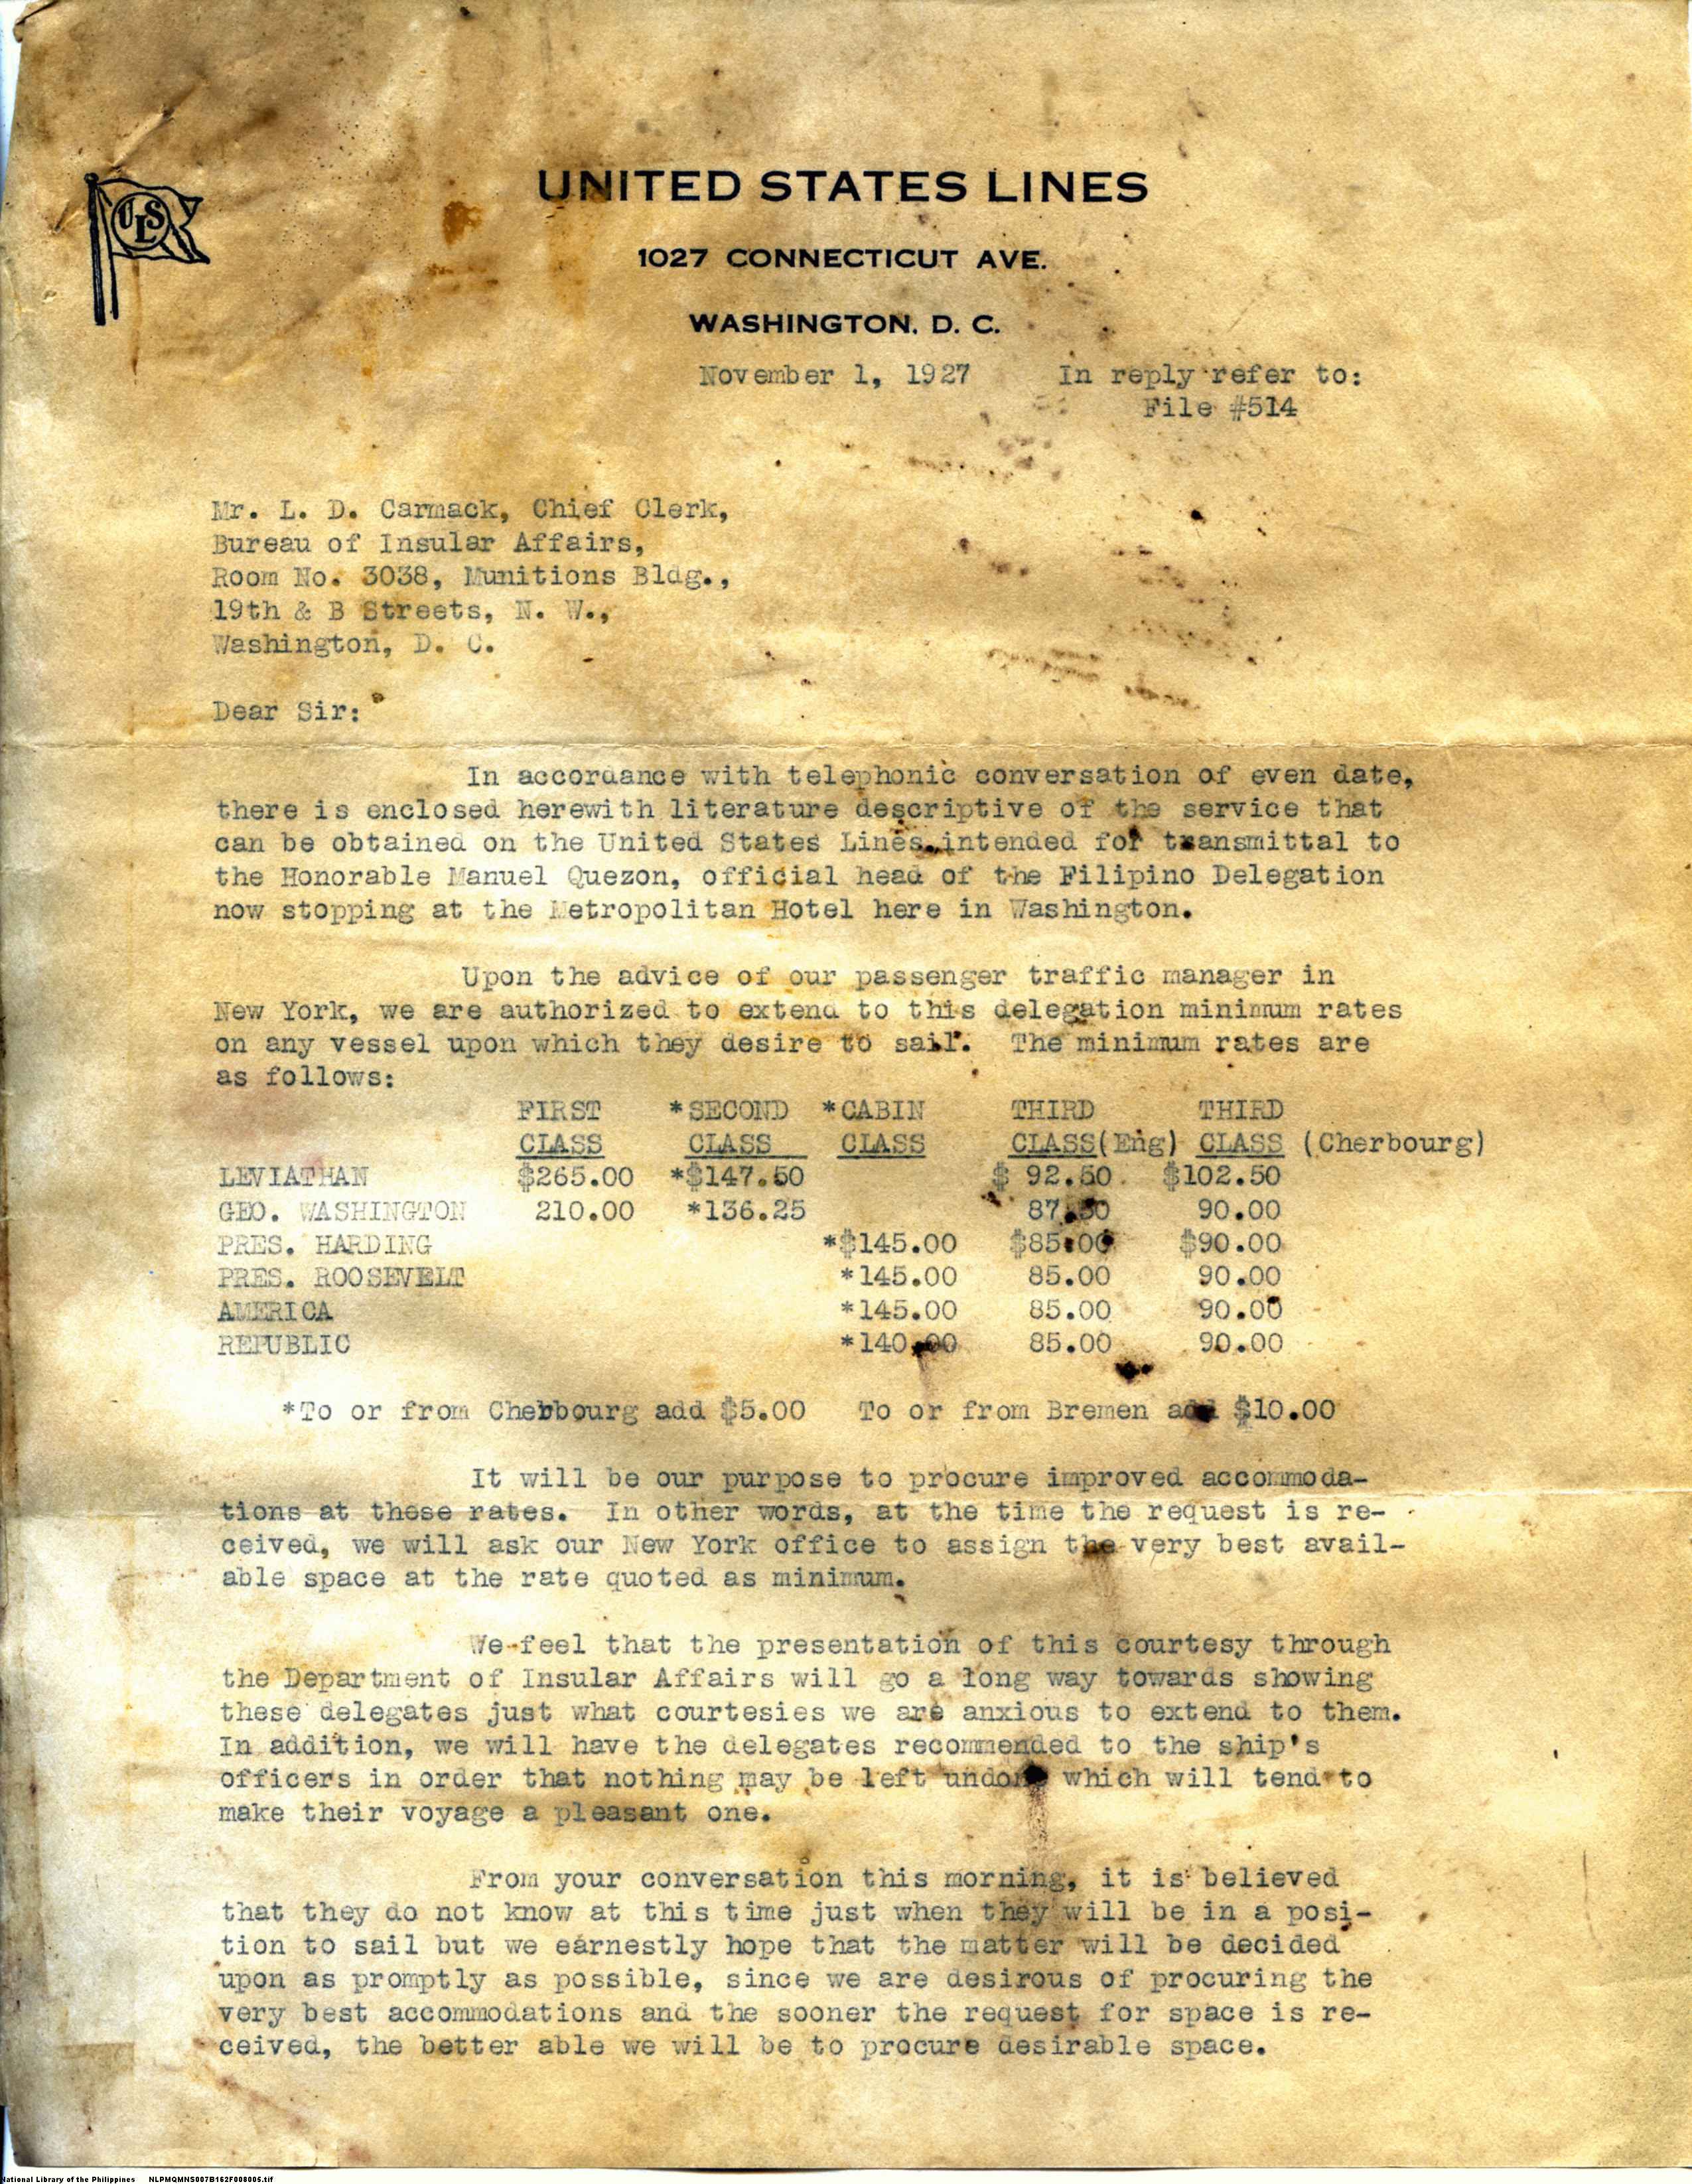 UNITED STATES LINES
1027 CONNECTICUT AVE.
WASHINGTON, D. C.
ULS
November 1, 1927 In reply refer to:
File #514
Mr. L. D. Carmack, Chief Clerk,
Bureau of Insular Affairs,
Room No. 3038, Munitions Bldg.,
19th & B Streets, N. W.,
Washington, D. C.
Dear Sir:
In accordance with telephonic conversation of even date,
there is enclosed herewith literature descriptive of the service that
can be obtained on the United States Lines, intended for transmittal to
the Honorable Manuel Quezon, official head of the Filipino Delegation
now stopping at the Metropolitan Hotel here in Washington.
Upon the advice of our passenger traffic manager in
New York, we are authorized to extend to this delegation minimum rates
on any vessel upon which they desire to sail. The minimum rates are
as follows:
FIRST *SECOND *CABIN THIRD THIRD
CLASS CLASS CLASS CLASS(Eng) CLASS (Cherbourg)
LEVIATHAN $265.00 *$147.50 $ 92.50 $102.50
GEO. WASHINGTON 210.00 *136.25 87.50 90.00
PRES. HARDING *$145.00 $85.00 $90.00
PRES. ROOSEVELT *145.00 85.00 90.00
AMERICA *145.00 85.00 90.00
REPUBLIC *140.00 85.00 90.00
*To or from Cherbourg add $5.00 To or from Bremen add $10.00
It will be our purpose to procure improved accommoda-
tions at these rates. In other words, at the time the request is re-
ceived, we will ask our New York office to assign the very best avail-
able space at the rate quoted as minimum.
We feel that the presentation of this courtesy through
the Department of Insular Affairs will go a long way towards showing
these delegates just what courtesies we are anxious to extend to them.
In addition, we will have the delegates recommended to the ship's
officers in order that nothing may be left undone which will tend to
make their voyage a pleasant one.
From your conversation this morning, it is believed
that they do not know at this time just when they will be in a posi-
tion to sail but we earnestly hope that the matter will be decided
upon as promptly as possible, since we are desirous of procuring the
very best accommodations and the sooner the request for space is re-
ceived, the better able we will be to procure desirable space.
National Library of the Philippines NLPMQMNS007B162F008006.tif